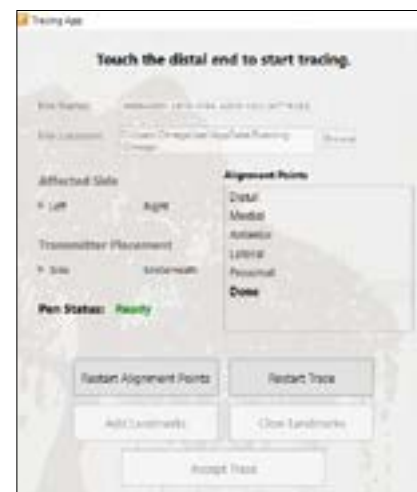 Tracing App
Touch the distal end to start tracing.
File Name:
File Location:
Browse
Affected Side
Left Right
Transmitter Placement
Side Underneath
Pen Status: Ready
Alignment Points
Distal
Medial
Anterior
Lateral
Proximal
Done
Restart Alignment Points Restart Trace
Add Landmarks Clear Landmarks
Accept Trace